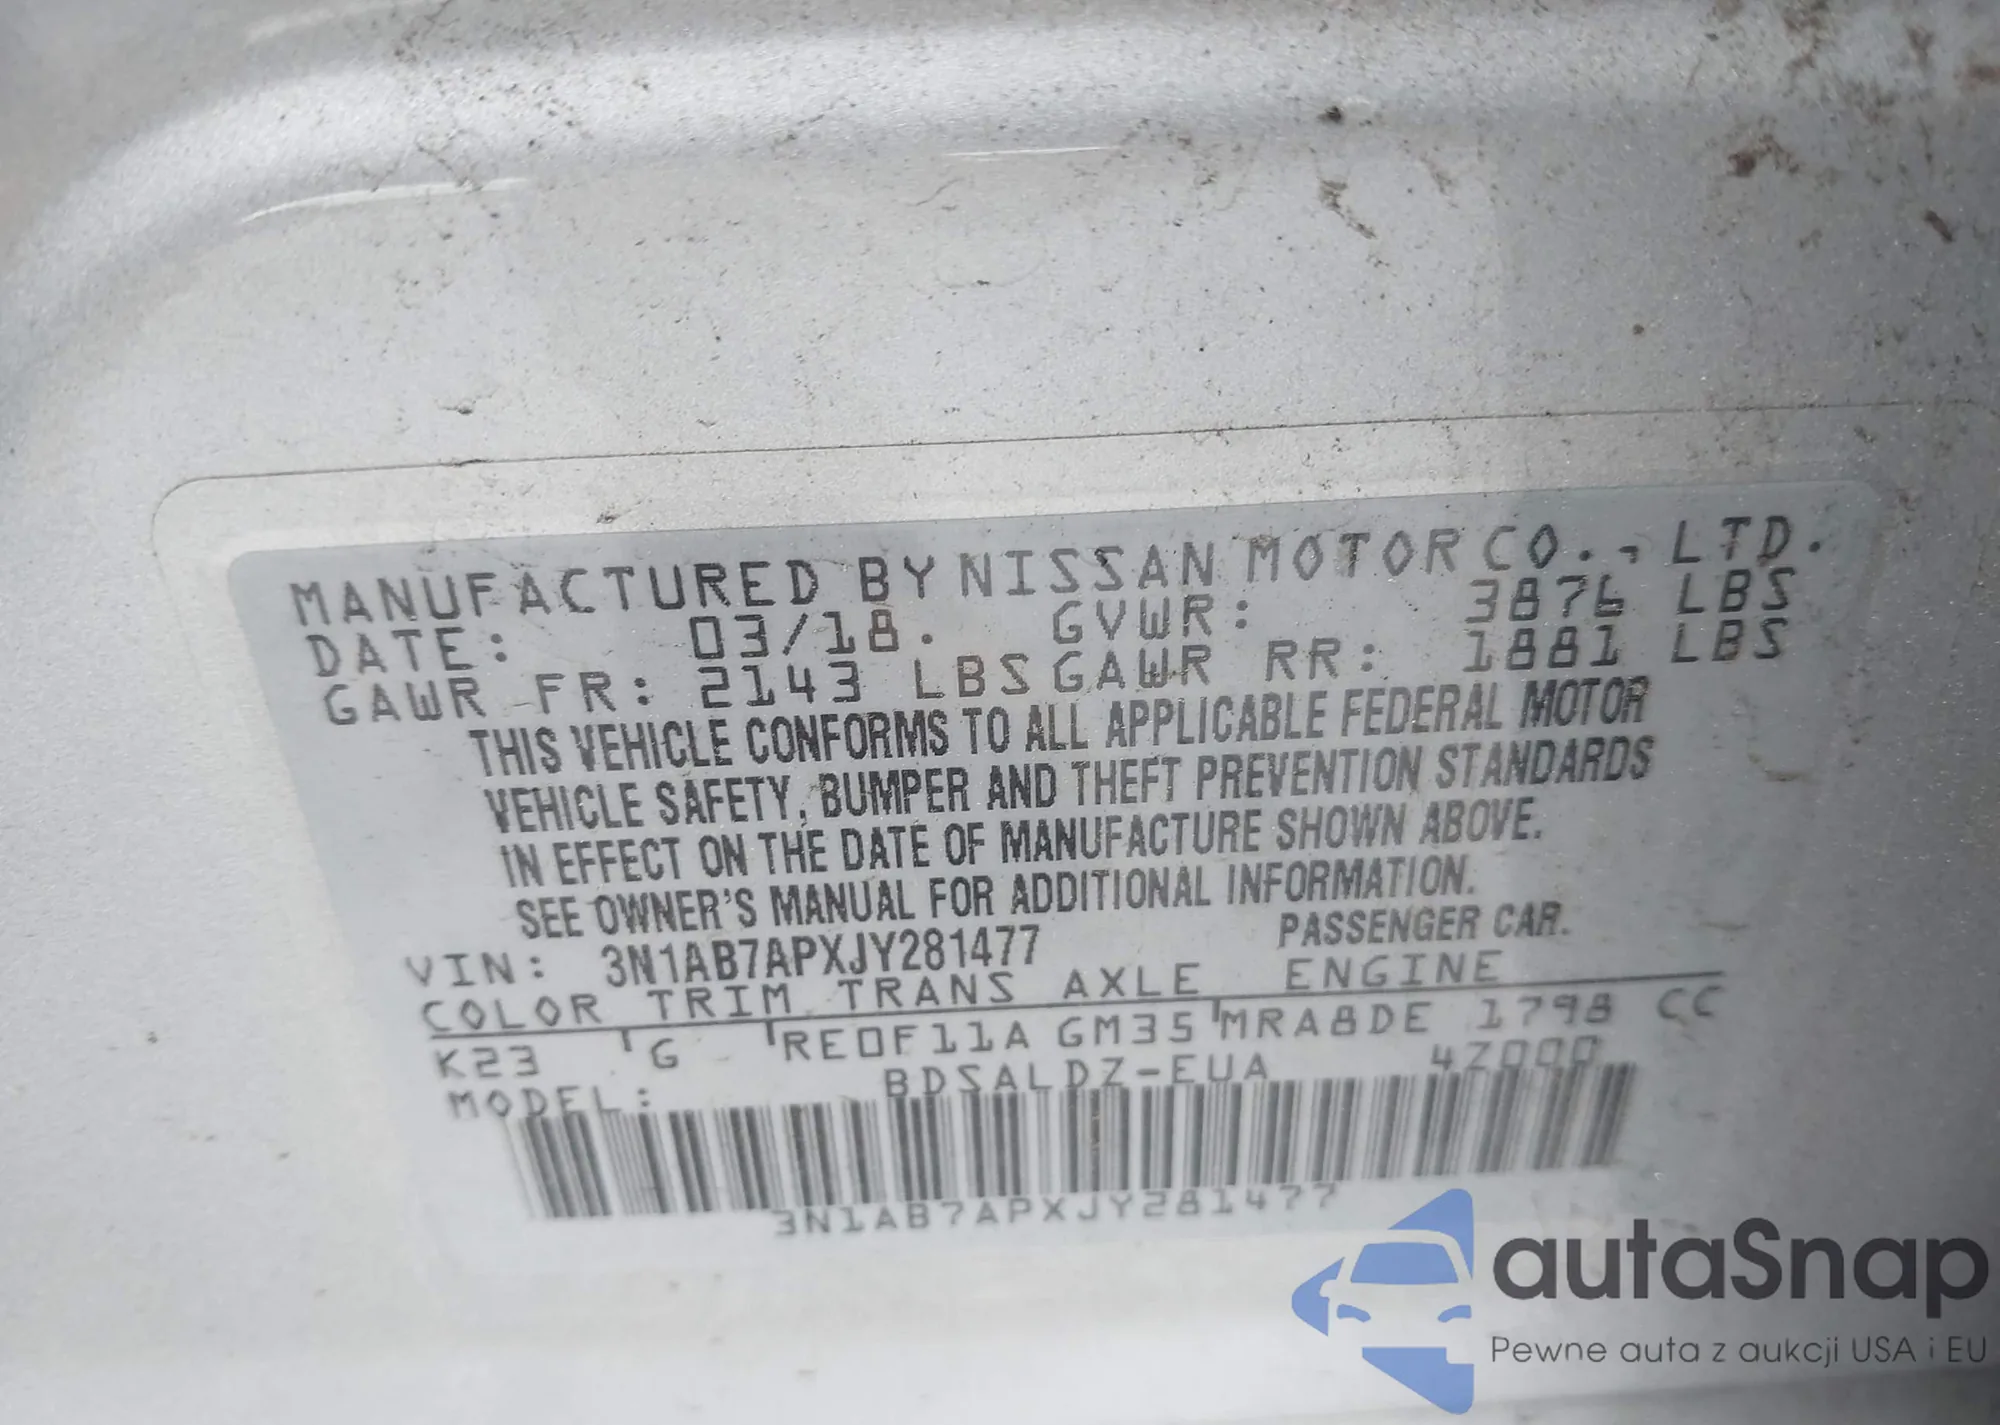 MANUFACTURED BY NISSAN MOTOR CO., LTD.
DATE: 03/18. GVWR: 3876 LBS
GAWR FR: 2143 LBS GAWR RR: 1881 LBS
THIS VEHICLE CONFORMS TO ALL APPLICABLE FEDERAL MOTOR
VEHICLE SAFETY, BUMPER AND THEFT PREVENTION STANDARDS
IN EFFECT ON THE DATE OF MANUFACTURE SHOWN ABOVE.
SEE OWNER'S MANUAL FOR ADDITIONAL INFORMATION.
VIN: 3N1AB7APXJY281477 PASSENGER CAR.
COLOR TRIM TRANS AXLE ENGINE
K23 G RE0F11A GM35 MRA8DE 1798 CC
MODEL: BDSALDZ-EUA 4Z000
3N1AB7APXJY281477
autaSnap
Pewne auta z aukcji USA i EU